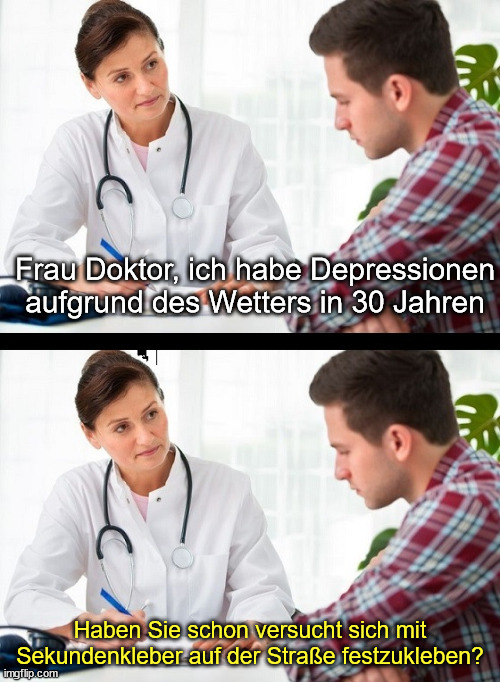 Frau Doktor, ich habe Depressionen
aufgrund des Wetters in 30 Jahren
Haben Sie schon versucht sich mit
Sekundenkleber auf der Straße festzukleben?
imgflip.com